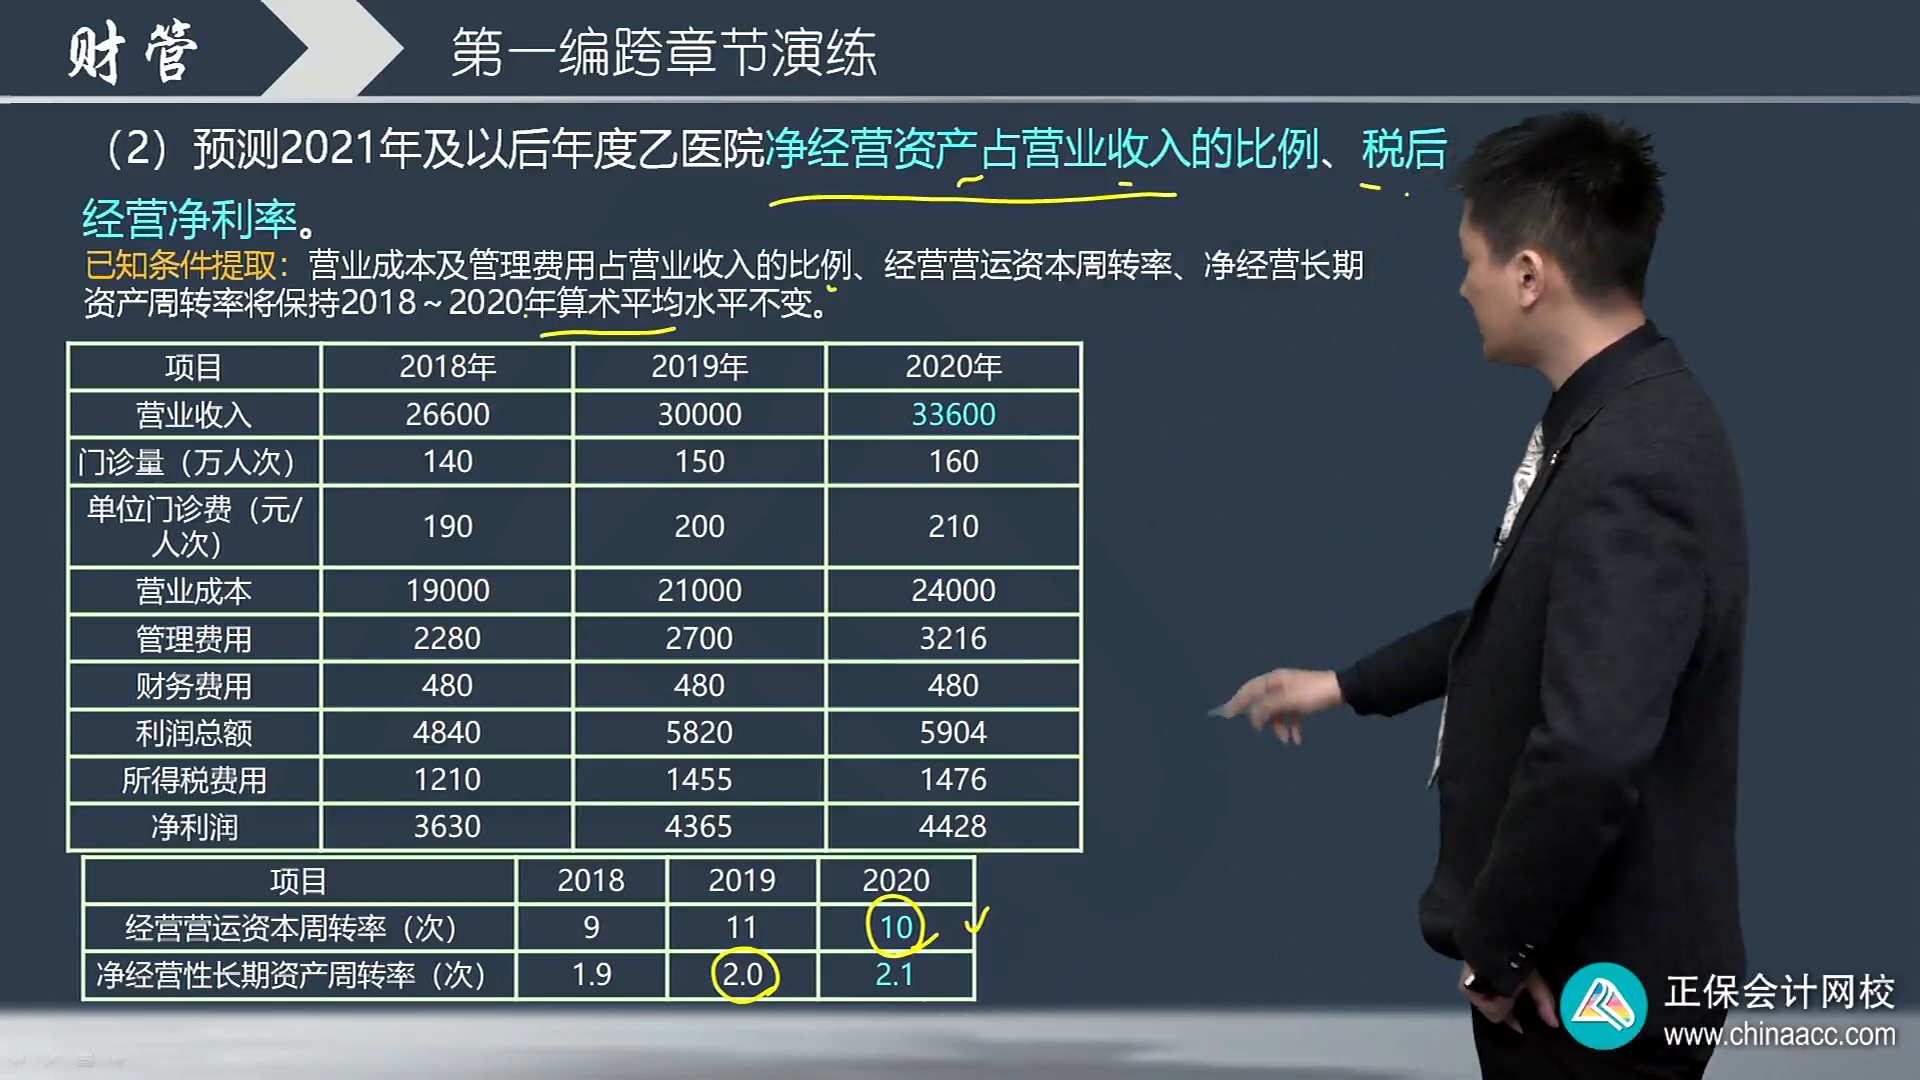 财管
第一编跨章节演练
（2）预测2021年及以后年度乙医院净经营资产占营业收入的比例、税后
经营净利率。
已知条件提取：营业成本及管理费用占营业收入的比例、经营营运资本周转率、净经营长期
资产周转率将保持2018～2020年算术平均水平不变。
项目 2018年 2019年 2020年
营业收入 26600 30000 33600
门诊量（万人次） 140 150 160
单位门诊费（元/
人次） 190 200 210
营业成本 19000 21000 24000
管理费用 2280 2700 3216
财务费用 480 480 480
利润总额 4840 5820 5904
所得税费用 1210 1455 1476
净利润 3630 4365 4428
项目 2018 2019 2020
经营营运资本周转率（次） 9 11 10
净经营性长期资产周转率（次） 1.9 2.0 2.1
正保会计网校
www.chinaacc.com